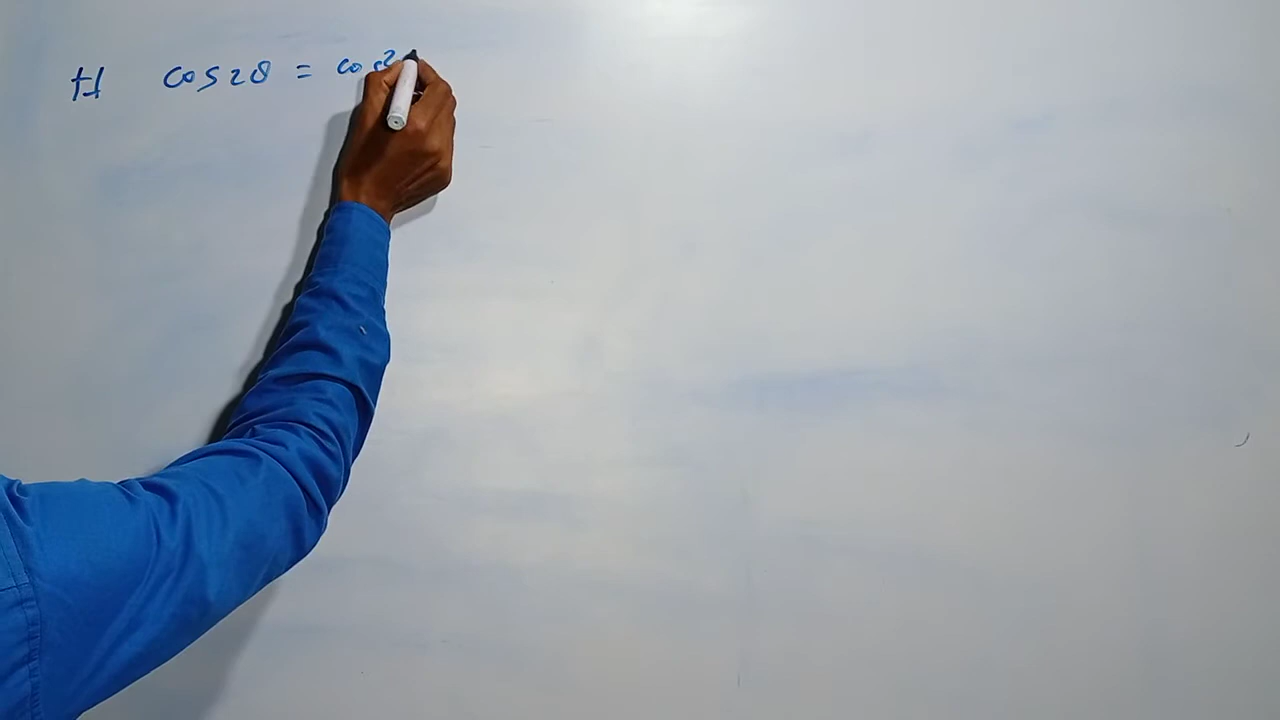 H cos2θ = cos²